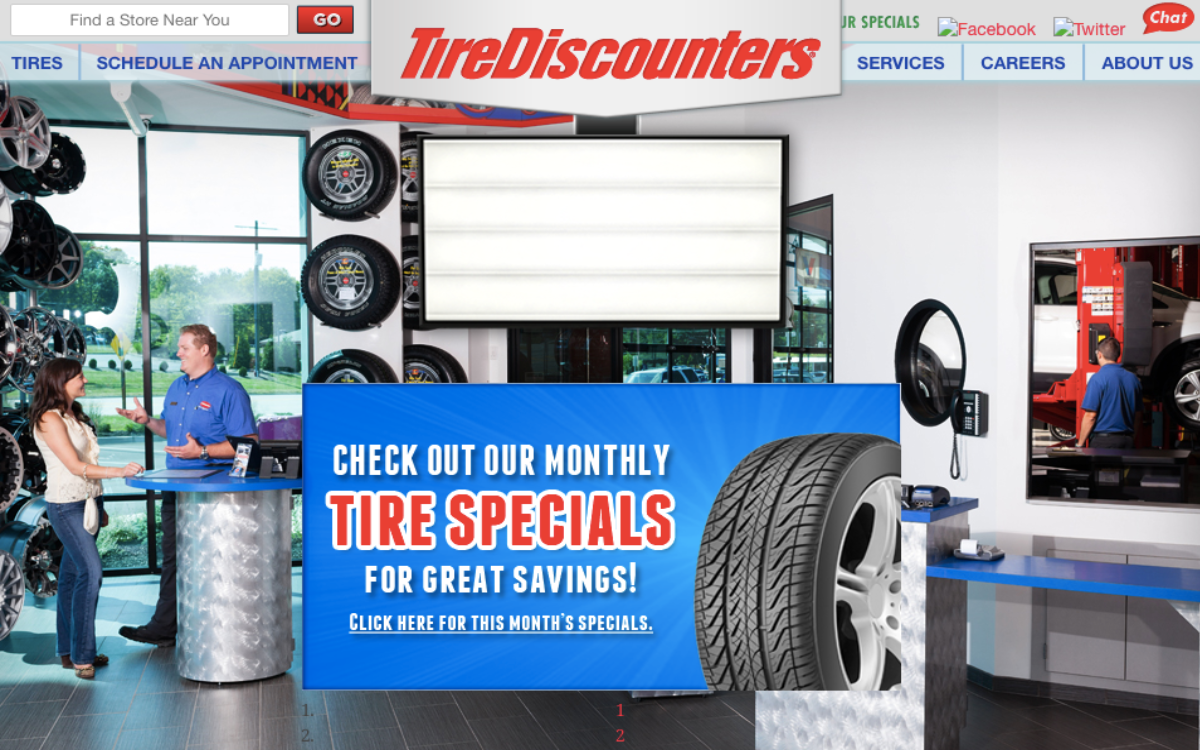 Find a Store Near You
GO
UR SPECIALS
Facebook
Twitter
Chat
TIRES
SCHEDULE AN APPOINTMENT
TireDiscounters
SERVICES
CAREERS
ABOUT US
CHECK OUT OUR MONTHLY
TIRE SPECIALS
FOR GREAT SAVINGS!
CLICK HERE FOR THIS MONTH'S SPECIALS.
1. 1
2. 2